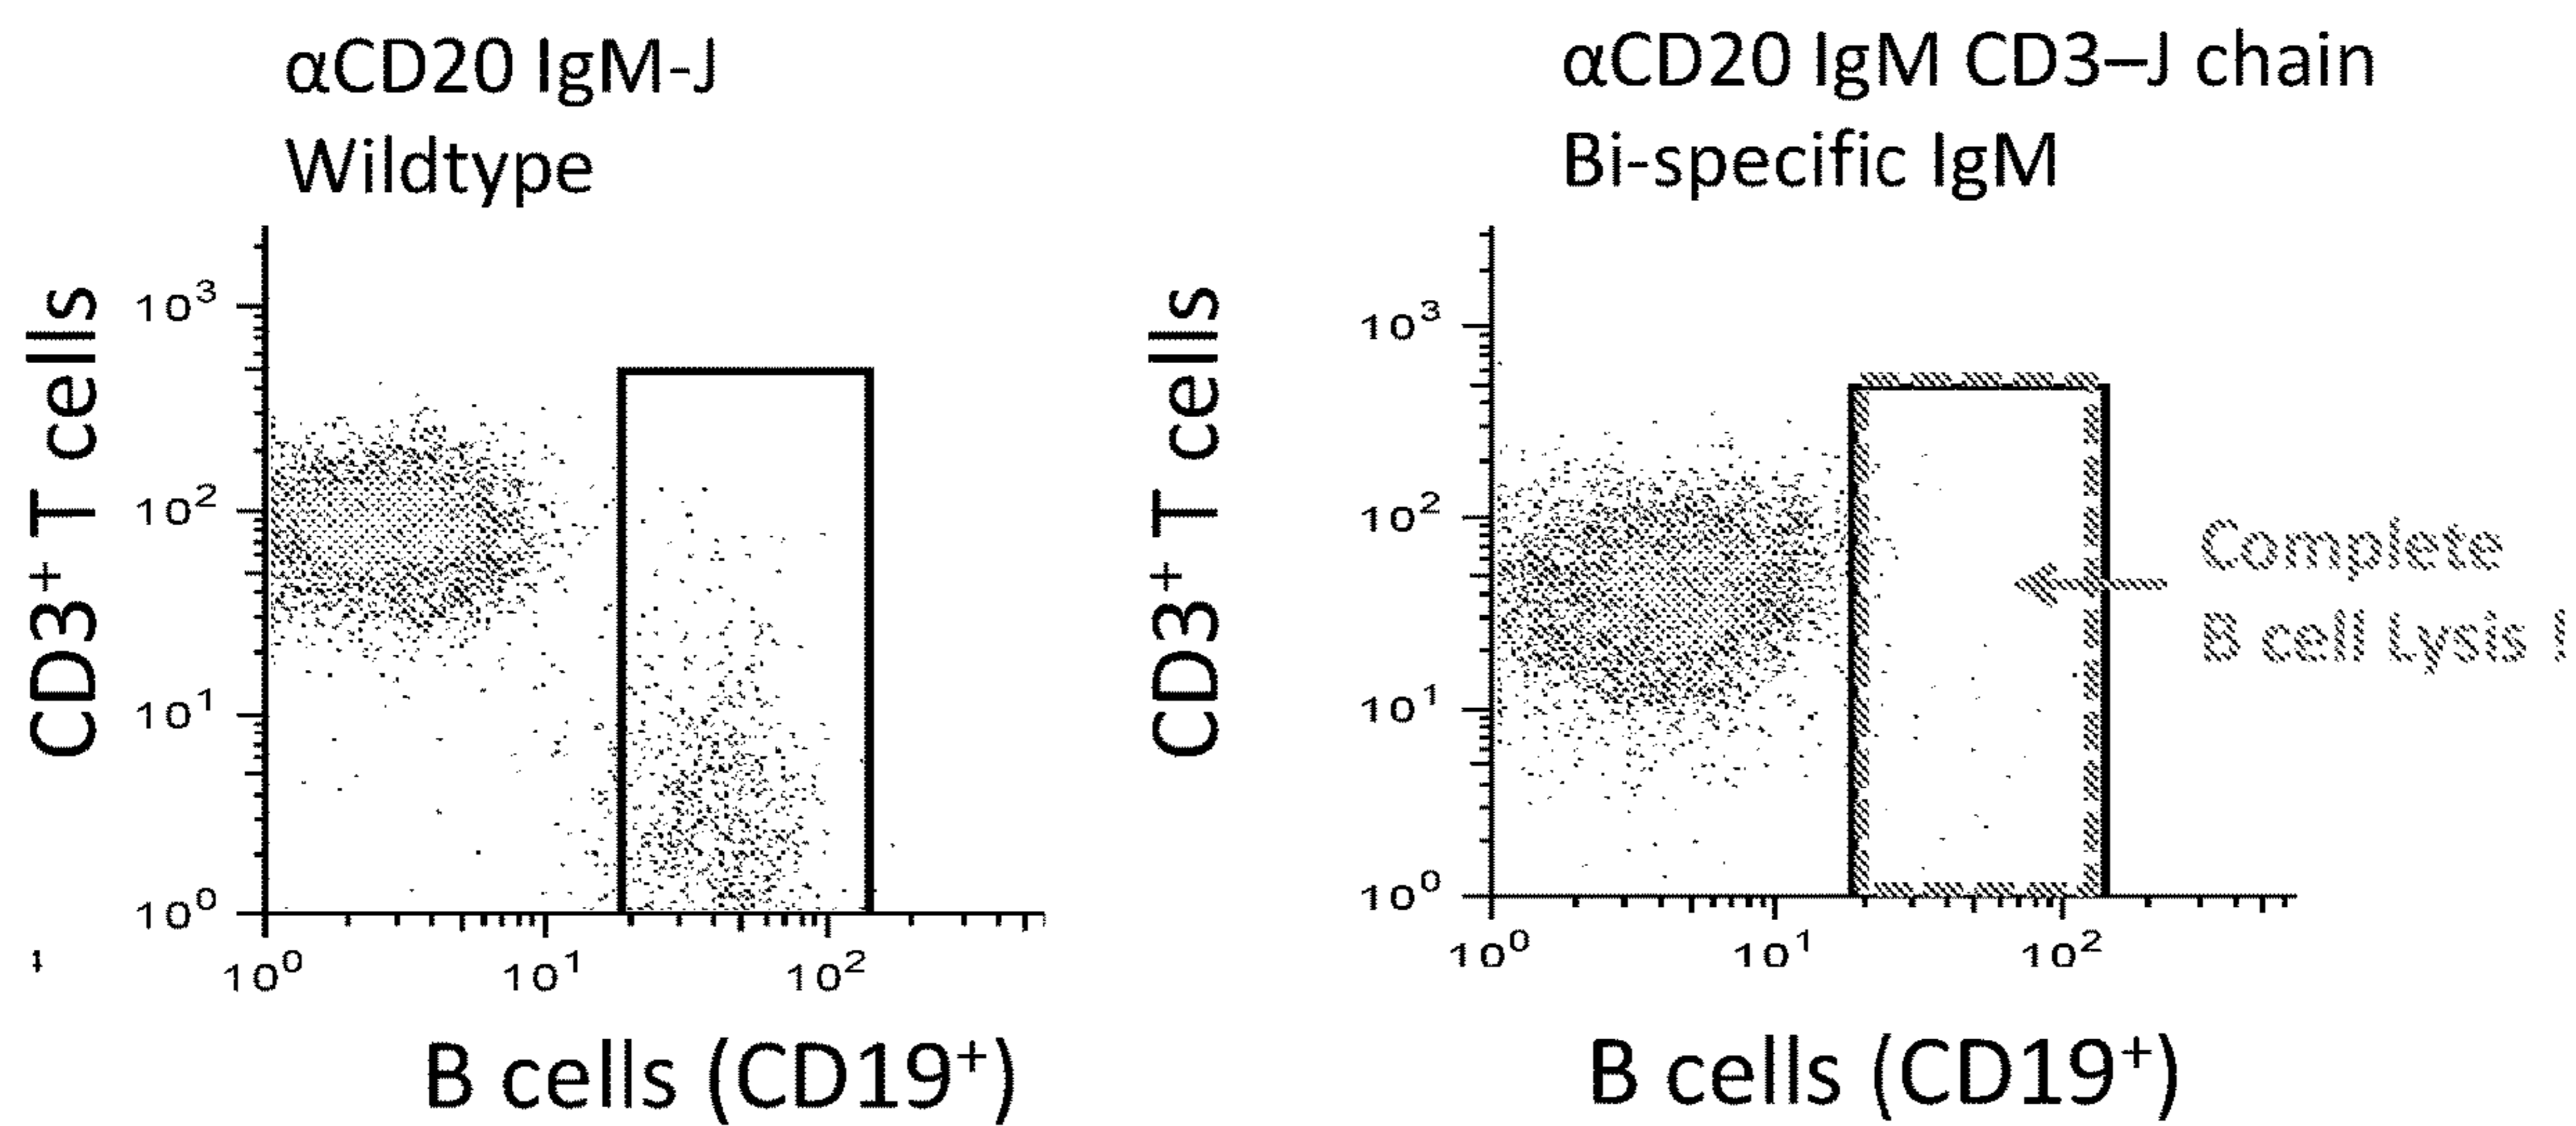 αCD20 IgM-J
Wildtype
CD3⁺ T cells
10³
10²
10¹
10⁰
10⁰ 10¹ 10²
B cells (CD19⁺)
αCD20 IgM CD3–J chain
Bi-specific IgM
CD3⁺ T cells
10³
10²
10¹
10⁰
10⁰ 10¹ 10²
B cells (CD19⁺)
Complete
B cell Lysis !